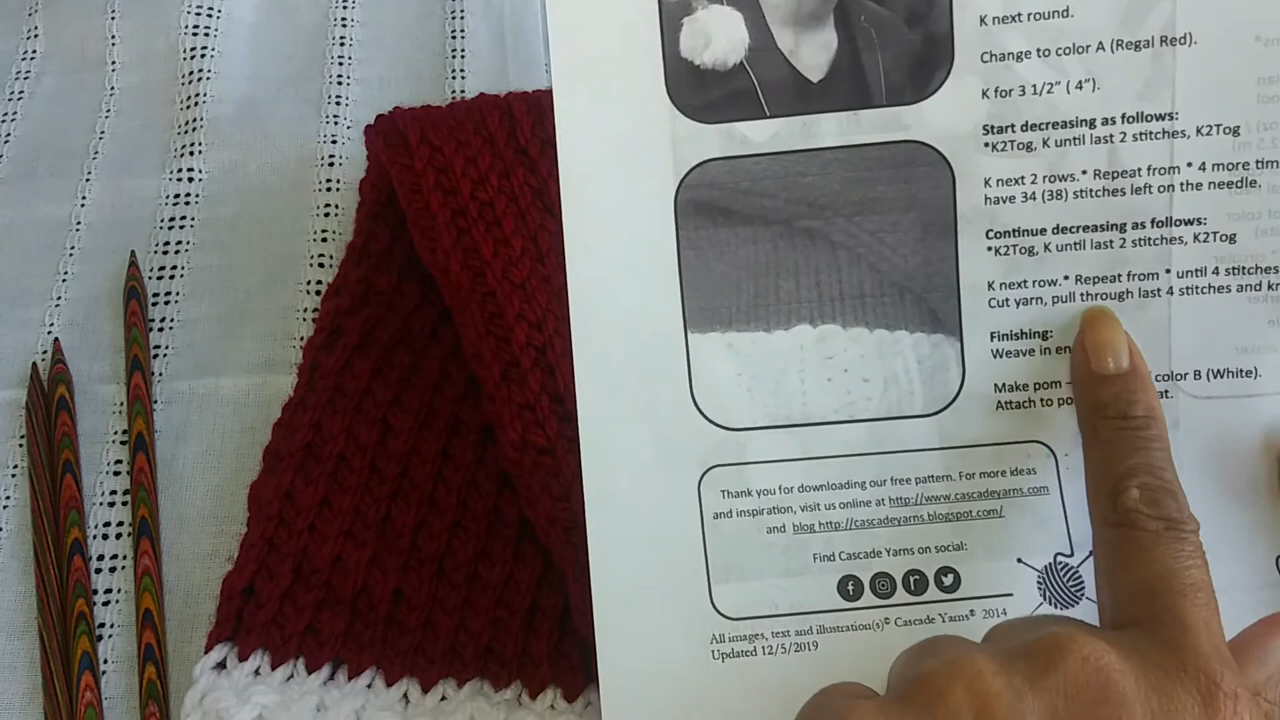 K next round.
Change to color A (Regal Red).
K for 3 1/2” ( 4”).
Start decreasing as follows:
*K2Tog, K until last 2 stitches, K2Tog
K next 2 rows.* Repeat from * 4 more tim
have 34 (38) stitches left on the needle.
Continue decreasing as follows:
*K2Tog, K until last 2 stitches, K2Tog
K next row.* Repeat from * until 4 stitches
Cut yarn, pull through last 4 stitches and kn
Finishing:
Weave in en
Make pom – color B (White).
Attach to po at.
Thank you for downloading our free pattern. For more ideas
and inspiration, visit us online at http://www.cascadeyarns.com
and blog http://cascadeyarns.blogspot.com/
Find Cascade Yarns on social:
All images, text and illustration(s)© Cascade Yarns® 2014
Updated 12/5/2019